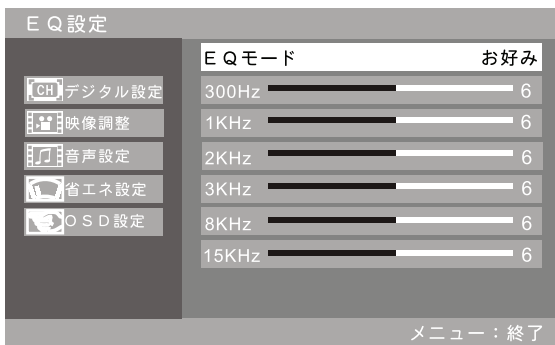 ＥＱ設定
CH デジタル設定
映像調整
音声設定
省エネ設定
ＯＳＤ設定
ＥＱモード お好み
300Hz 6
1KHz 6
2KHz 6
3KHz 6
8KHz 6
15KHz 6
メニュー：終了